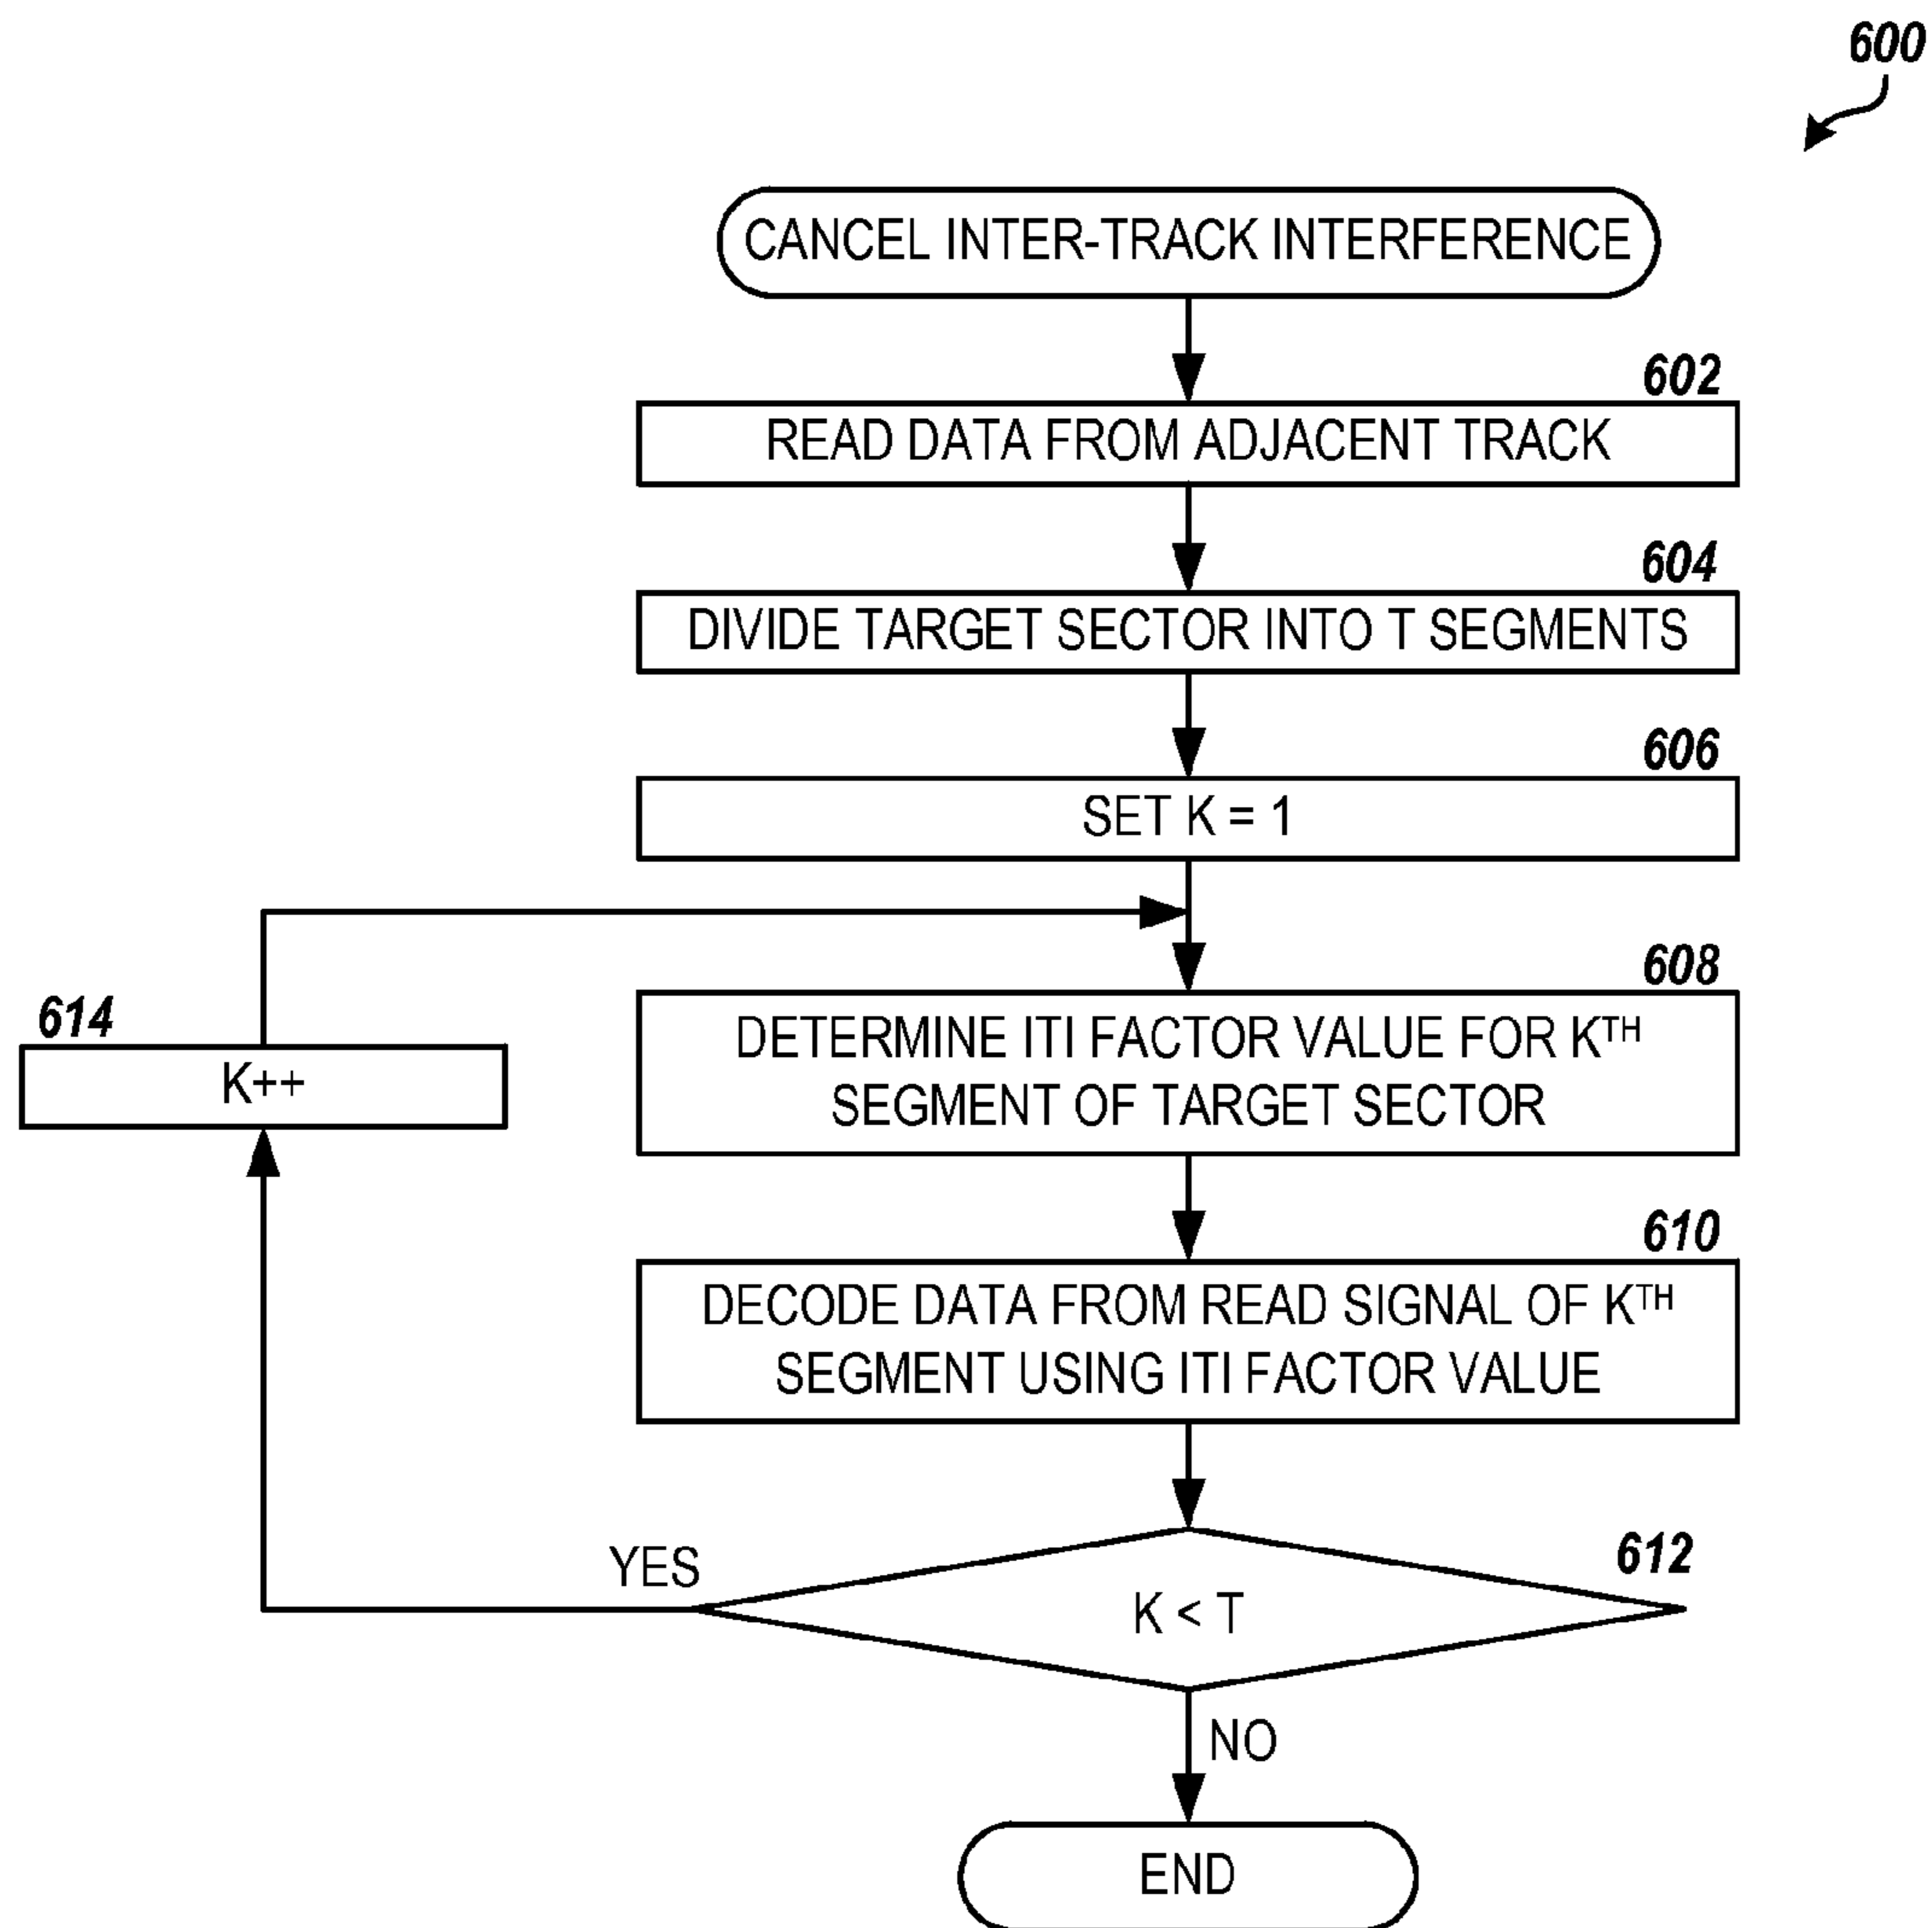 600
CANCEL INTER-TRACK INTERFERENCE
602
READ DATA FROM ADJACENT TRACK
604
DIVIDE TARGET SECTOR INTO T SEGMENTS
606
SET K = 1
608
DETERMINE ITI FACTOR VALUE FOR KTH
SEGMENT OF TARGET SECTOR
614
K++
610
DECODE DATA FROM READ SIGNAL OF KTH
SEGMENT USING ITI FACTOR VALUE
612
YES
K < T
NO
END